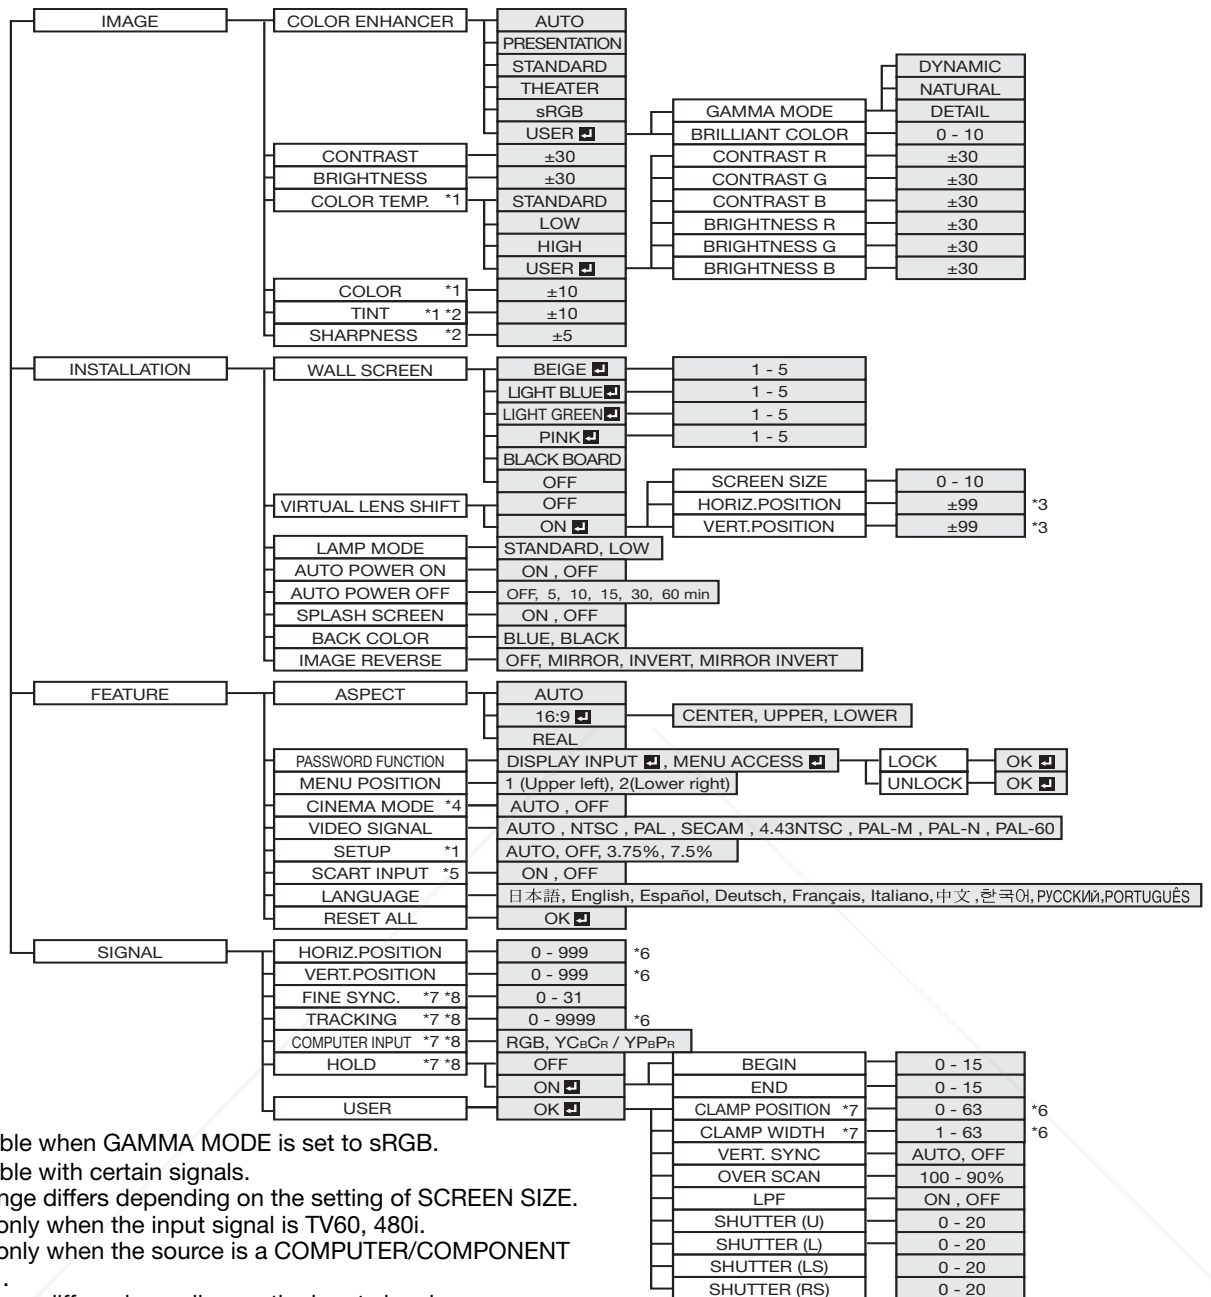 IMAGE COLOR ENHANCER AUTO
PRESENTATION
STANDARD DYNAMIC
THEATER NATURAL
sRGB GAMMA MODE DETAIL
USER BRILLIANT COLOR 0 - 10
CONTRAST ±30 CONTRAST R ±30
BRIGHTNESS ±30 CONTRAST G ±30
COLOR TEMP. *1 STANDARD CONTRAST B ±30
LOW BRIGHTNESS R ±30
HIGH BRIGHTNESS G ±30
USER BRIGHTNESS B ±30
COLOR *1 ±10
TINT *1 *2 ±10
SHARPNESS *2 ±5
INSTALLATION WALL SCREEN BEIGE 1 - 5
LIGHT BLUE 1 - 5
LIGHT GREEN 1 - 5
PINK 1 - 5
BLACK BOARD
OFF SCREEN SIZE 0 - 10
VIRTUAL LENS SHIFT OFF HORIZ.POSITION ±99 *3
ON VERT.POSITION ±99 *3
LAMP MODE STANDARD, LOW
AUTO POWER ON ON , OFF
AUTO POWER OFF OFF, 5, 10, 15, 30, 60 min
SPLASH SCREEN ON , OFF
BACK COLOR BLUE, BLACK
IMAGE REVERSE OFF, MIRROR, INVERT, MIRROR INVERT
FEATURE ASPECT AUTO
16:9 CENTER, UPPER, LOWER
REAL
PASSWORD FUNCTION DISPLAY INPUT , MENU ACCESS LOCK OK
MENU POSITION 1 (Upper left), 2(Lower right) UNLOCK OK
CINEMA MODE *4 AUTO , OFF
VIDEO SIGNAL AUTO , NTSC , PAL , SECAM , 4.43NTSC , PAL-M , PAL-N , PAL-60
SETUP *1 AUTO, OFF, 3.75%, 7.5%
SCART INPUT *5 ON , OFF
LANGUAGE 日本語, English, Español, Deutsch, Français, Italiano,中文 ,한국어,РУССКИЙ,PORTUGUÊS
RESET ALL OK
SIGNAL HORIZ.POSITION 0 - 999 *6
VERT.POSITION 0 - 999 *6
FINE SYNC. *7 *8 0 - 31
TRACKING *7 *8 0 - 9999 *6
COMPUTER INPUT *7 *8 RGB, YCBCR / YPBPR
HOLD *7 *8 OFF BEGIN 0 - 15
ON END 0 - 15
USER OK CLAMP POSITION *7 0 - 63 *6
CLAMP WIDTH *7 1 - 63 *6
VERT. SYNC AUTO, OFF
OVER SCAN 100 - 90%
LPF ON , OFF
SHUTTER (U) 0 - 20
SHUTTER (L) 0 - 20
SHUTTER (LS) 0 - 20
SHUTTER (RS) 0 - 20
ble when GAMMA MODE is set to sRGB.
ble with certain signals.
nge differs depending on the setting of SCREEN SIZE.
only when the input signal is TV60, 480i.
only when the source is a COMPUTER/COMPONENT
.